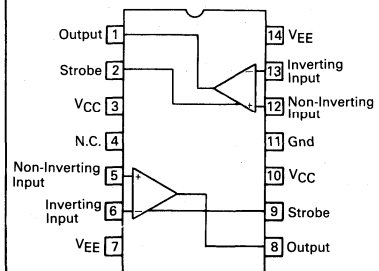 Output 1
14 VEE
Strobe 2
13 Inverting
Input
VCC 3
12 Non-Inverting
Input
N.C. 4
11 Gnd
Non-Inverting
Input
5
10 VCC
Inverting
Input
6
9 Strobe
VEE 7
8 Output
+
−
+
−